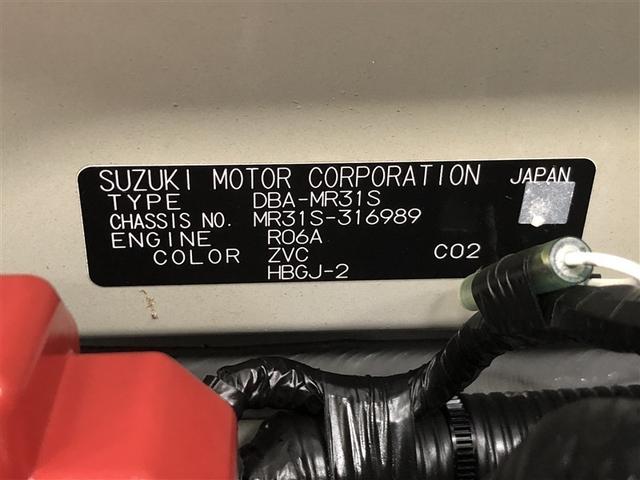 SUZUKI MOTOR CORPORATION JAPAN
TYPE DBA-MR31S
CHASSIS NO. MR31S-316989
ENGINE R06A
COLOR ZVC C02
HBGJ-2